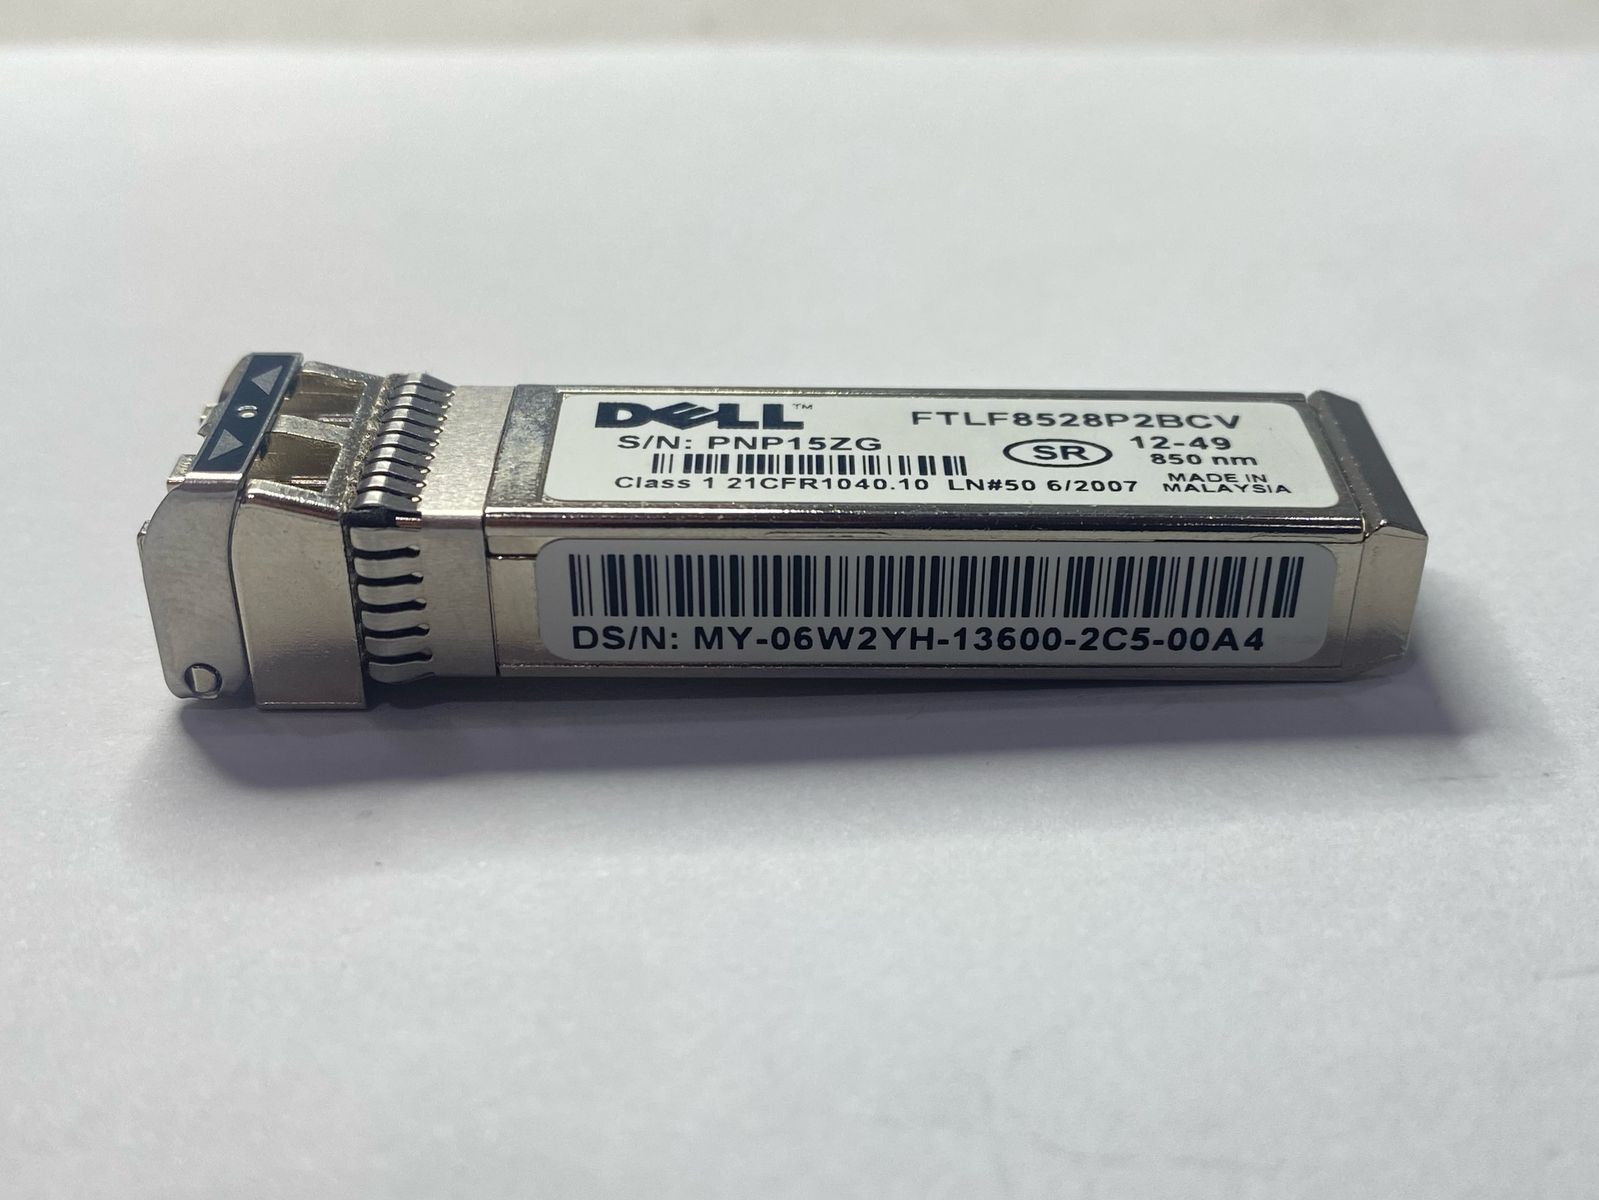 DELL™ FTLF8528P2BCV
S/N: PNP15ZG SR 12-49
850 nm
Class 1 21CFR1040.10 LN#50 6/2007 MADE IN
MALAYSIA
DS/N: MY-06W2YH-13600-2C5-00A4